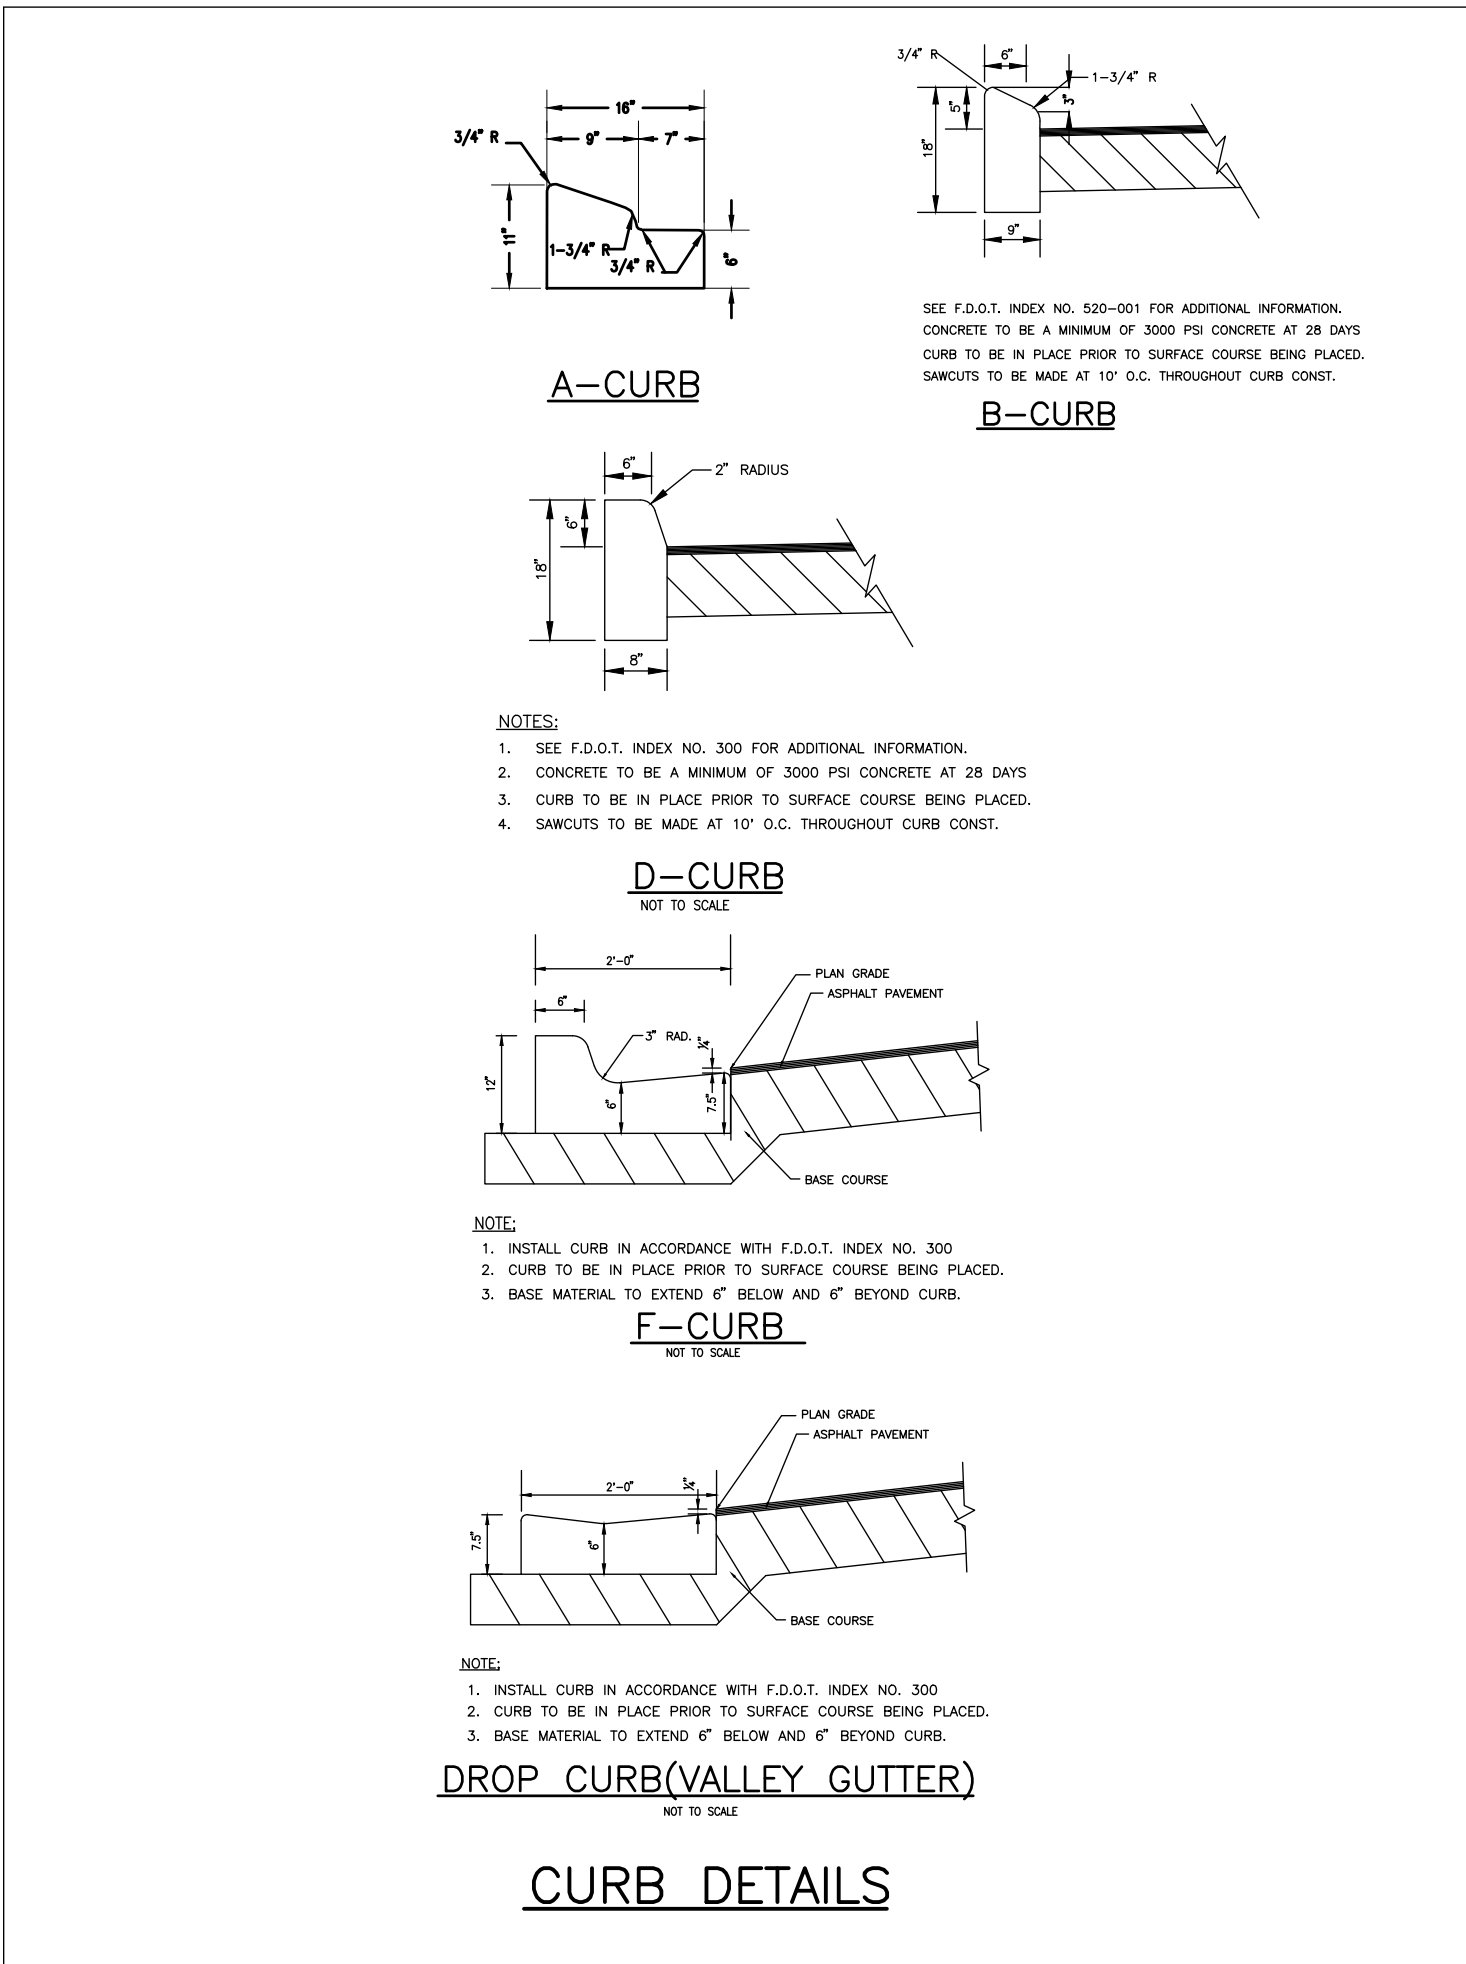 16"
9" 7"
3/4" R
11"
1-3/4" R
3/4" R
6"
A-CURB
3/4" R
6"
1-3/4" R
5"
3"
18"
9"
SEE F.D.O.T. INDEX NO. 520-001 FOR ADDITIONAL INFORMATION.
CONCRETE TO BE A MINIMUM OF 3000 PSI CONCRETE AT 28 DAYS
CURB TO BE IN PLACE PRIOR TO SURFACE COURSE BEING PLACED.
SAWCUTS TO BE MADE AT 10' O.C. THROUGHOUT CURB CONST.
B-CURB
6"
2" RADIUS
6"
18"
8"
NOTES:
1. SEE F.D.O.T. INDEX NO. 300 FOR ADDITIONAL INFORMATION.
2. CONCRETE TO BE A MINIMUM OF 3000 PSI CONCRETE AT 28 DAYS
3. CURB TO BE IN PLACE PRIOR TO SURFACE COURSE BEING PLACED.
4. SAWCUTS TO BE MADE AT 10' O.C. THROUGHOUT CURB CONST.
D-CURB
NOT TO SCALE
2'-0"
PLAN GRADE
ASPHALT PAVEMENT
6"
3" RAD.
1/4"
12"
6"
7.5"
BASE COURSE
NOTE;
1. INSTALL CURB IN ACCORDANCE WITH F.D.O.T. INDEX NO. 300
2. CURB TO BE IN PLACE PRIOR TO SURFACE COURSE BEING PLACED.
3. BASE MATERIAL TO EXTEND 6" BELOW AND 6" BEYOND CURB.
F-CURB
NOT TO SCALE
PLAN GRADE
ASPHALT PAVEMENT
2'-0"
1/4"
7.5"
6"
BASE COURSE
NOTE;
1. INSTALL CURB IN ACCORDANCE WITH F.D.O.T. INDEX NO. 300
2. CURB TO BE IN PLACE PRIOR TO SURFACE COURSE BEING PLACED.
3. BASE MATERIAL TO EXTEND 6" BELOW AND 6" BEYOND CURB.
DROP CURB(VALLEY GUTTER)
NOT TO SCALE
CURB DETAILS